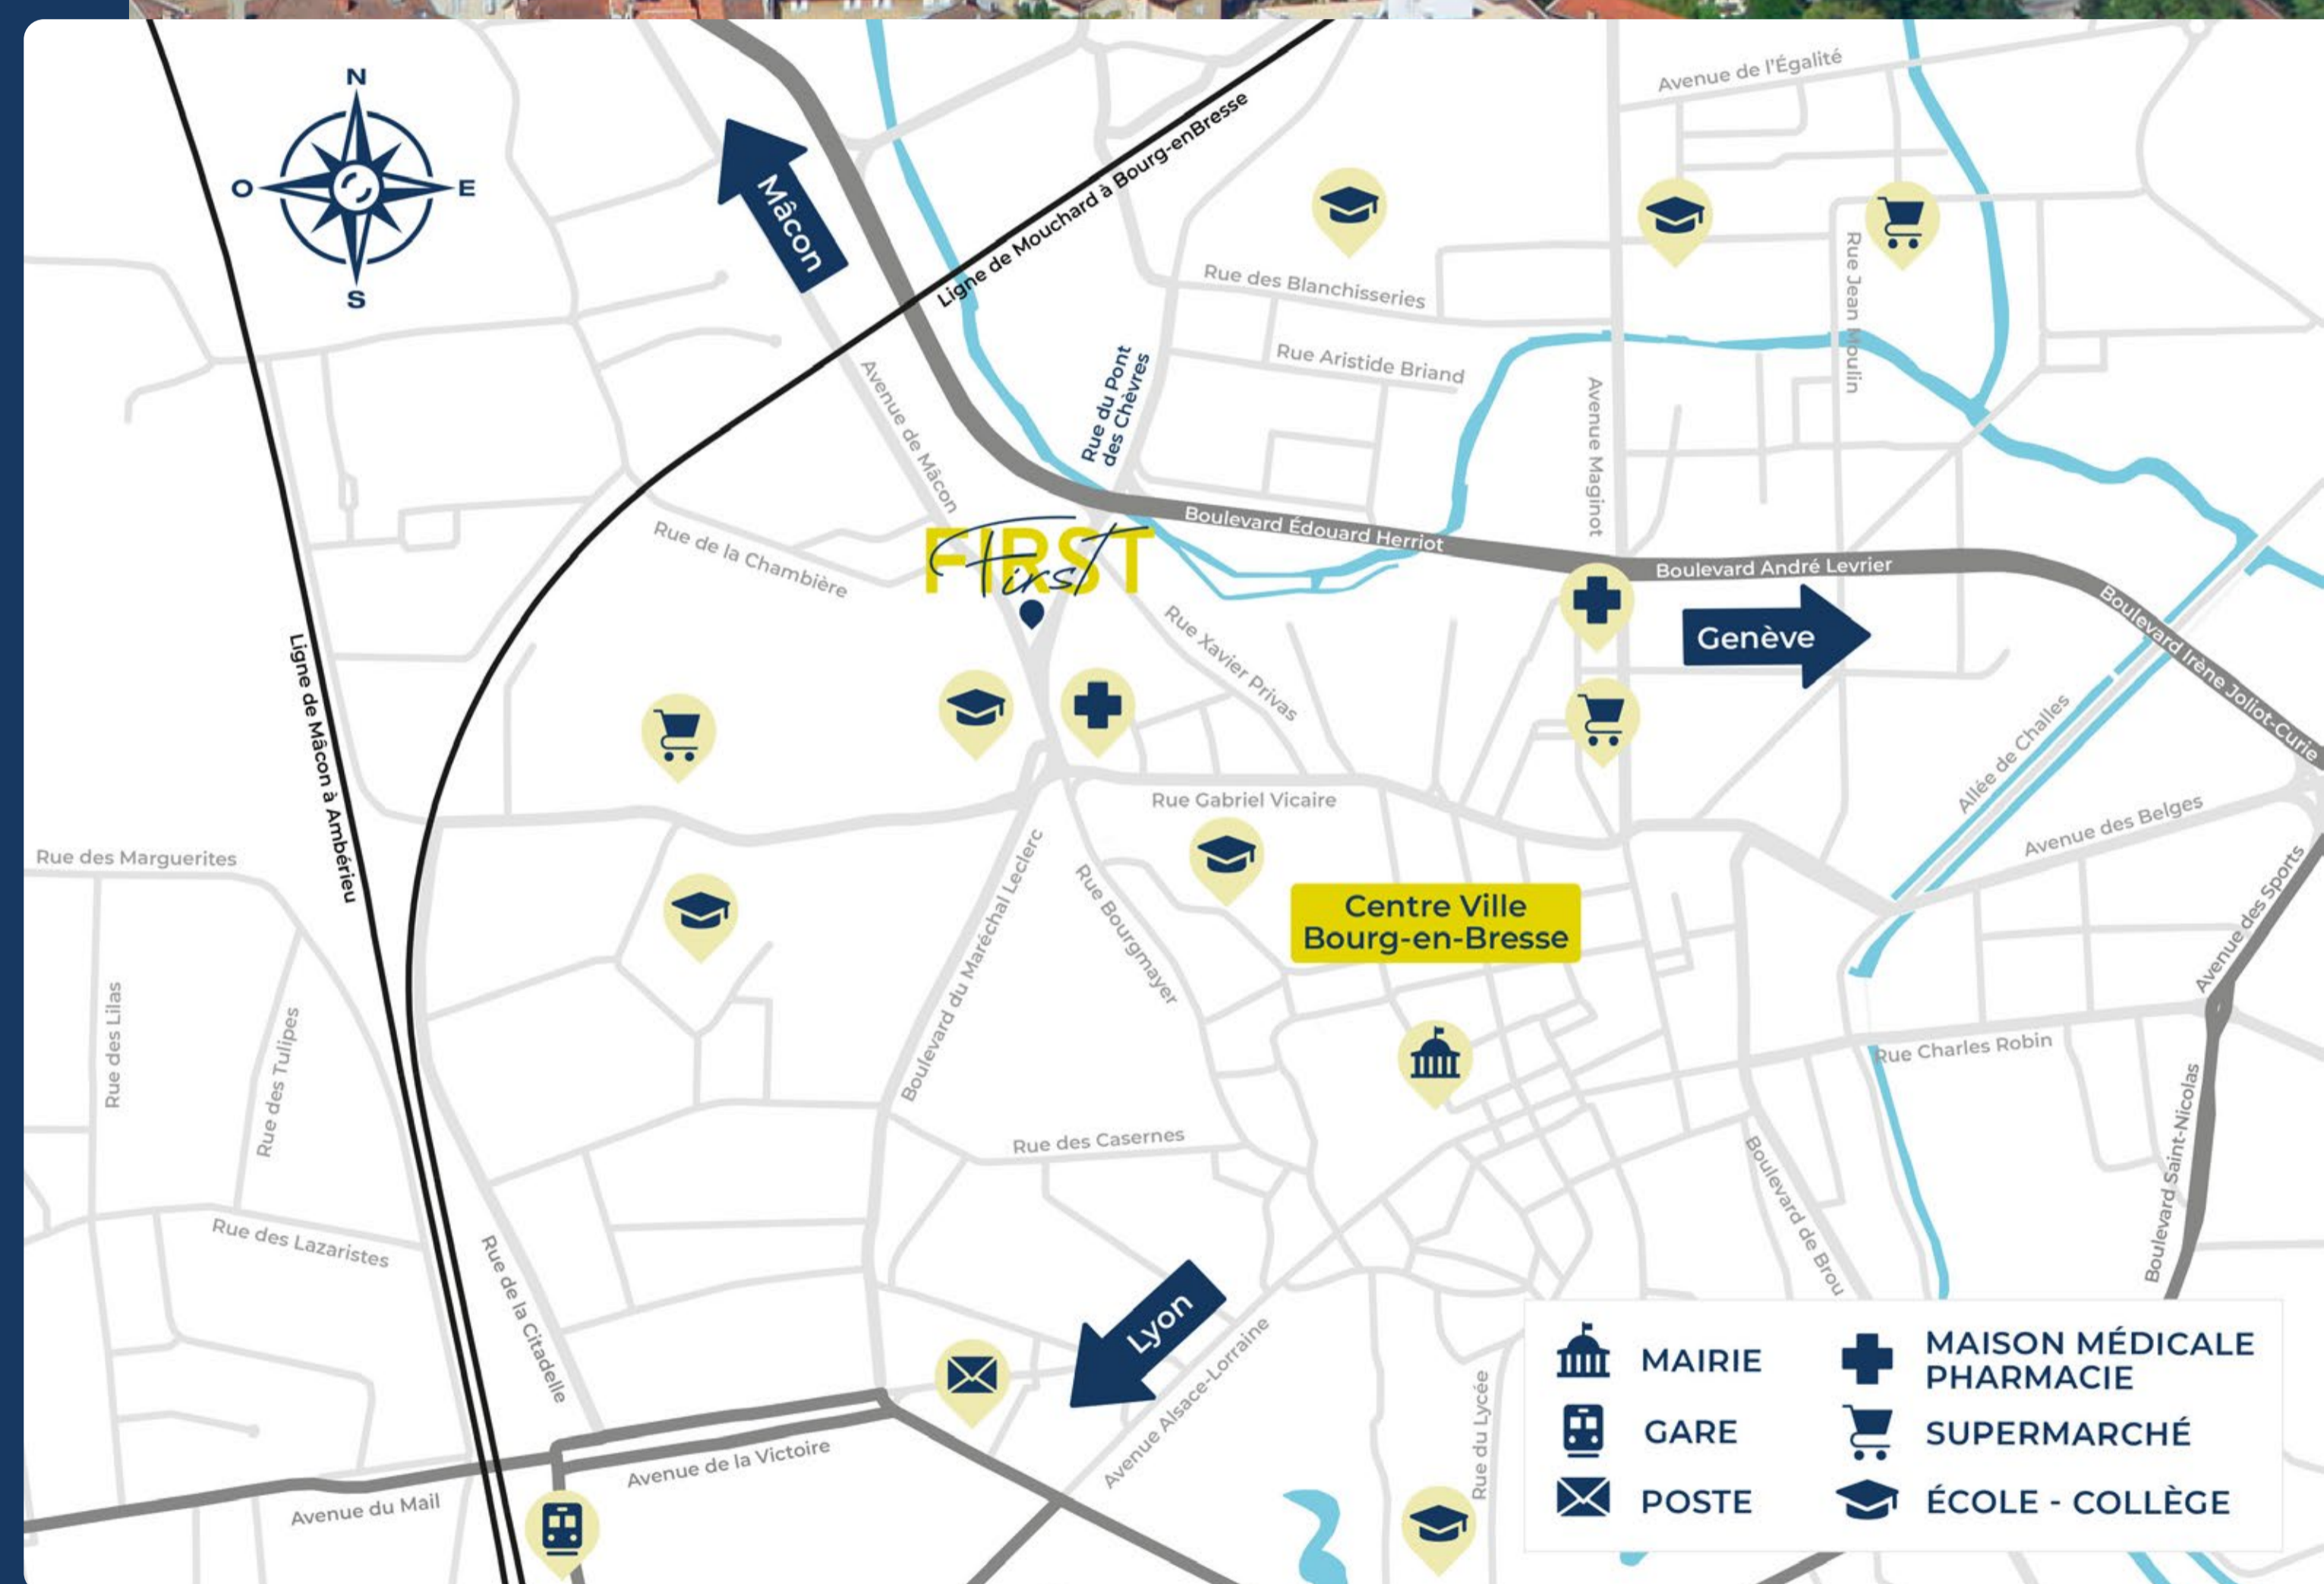 N
O
E
S
Mâcon
Ligne de Mouchard à Bourg-enBresse
Avenue de l'Égalité
Rue des Blanchisseries
Rue Jean Moulin
Rue Aristide Briand
Rue du Pont
des Chèvres
Avenue de Mâcon
Avenue Maginot
Rue de la Chambière
FIRST
First
Boulevard Édouard Herriot
Boulevard André Levrier
Boulevard Irène Joliot-Curie
Genève
Rue Xavier Privas
Ligne de Mâcon à Ambérieu
Allée de Challes
Rue Gabriel Vicaire
Avenue des Belges
Rue des Marguerites
Boulevard du Maréchal Leclerc
Rue Bourgmayer
Centre Ville
Bourg-en-Bresse
Avenue des Sports
Rue des Lilas
Rue des Tulipes
Rue Charles Robin
Rue des Casernes
Boulevard Saint-Nicolas
Boulevard de Brou
Rue des Lazaristes
Rue de la Citadelle
Lyon
Avenue Alsace-Lorraine
Rue du Lycée
Avenue de la Victoire
Avenue du Mail
MAIRIE
MAISON MÉDICALE
PHARMACIE
GARE
SUPERMARCHÉ
POSTE
ÉCOLE - COLLÈGE